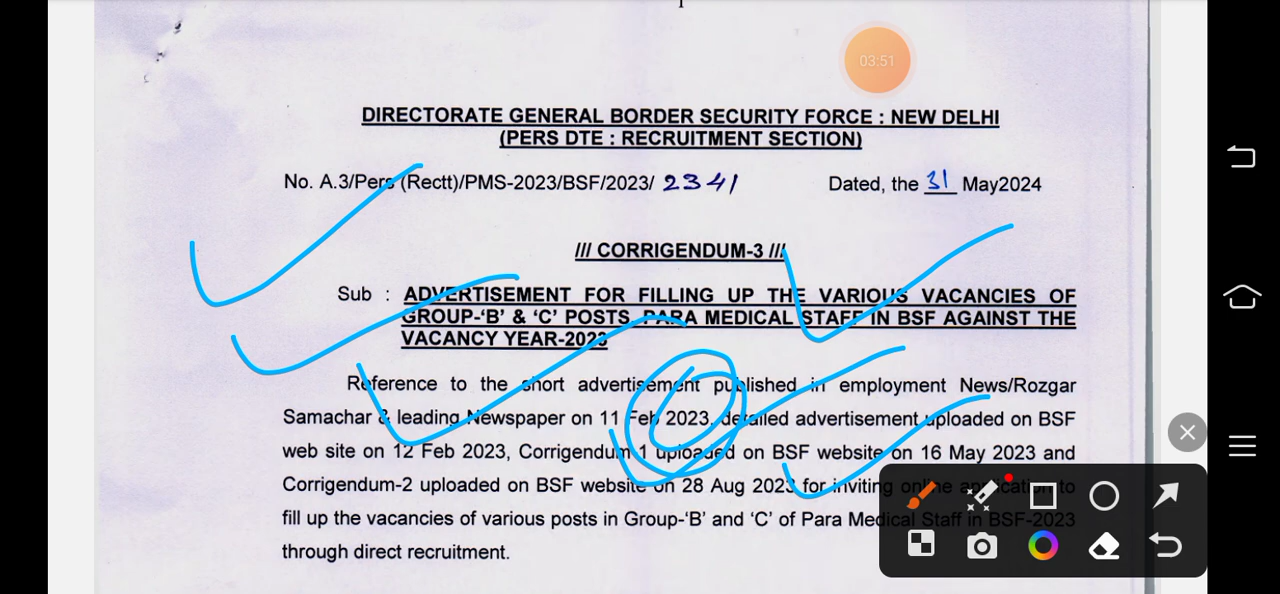 03:51
DIRECTORATE GENERAL BORDER SECURITY FORCE : NEW DELHI
(PERS DTE : RECRUITMENT SECTION)
No. A.3/Pers (Rectt)/PMS-2023/BSF/2023/ 2341 Dated, the 31 May2024
/// CORRIGENDUM-3 ///
Sub : ADVERTISEMENT FOR FILLING UP THE VARIOUS VACANCIES OF
GROUP-'B' & 'C' POSTS, PARA MEDICAL STAFF IN BSF AGAINST THE
VACANCY YEAR-2023
Reference to the short advertisement published in employment News/Rozgar
Samachar & leading Newspaper on 11 Feb 2023, detailed advertisement uploaded on BSF
web site on 12 Feb 2023, Corrigendum 1 uploaded on BSF website on 16 May 2023 and
Corrigendum-2 uploaded on BSF website on 28 Aug 2023 for inviting online application to
fill up the vacancies of various posts in Group-'B' and 'C' of Para Medical Staff in BSF-2023
through direct recruitment.